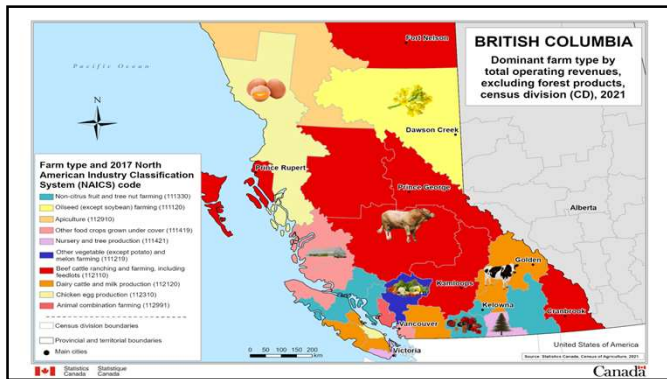 Pacific Ocean
N
Fort Nelson
BRITISH COLUMBIA
Dominant farm type by
total operating revenues,
excluding forest products,
census division (CD), 2021
Dawson Creek
Prince Rupert
Prince George
Alberta
Golden
Kamloops
Kelowna
Cranbrook
Vancouver
Victoria
Farm type and 2017 North
American Industry Classification
System (NAICS) code
Non-citrus fruit and tree nut farming (111330)
Oilseed (except soybean) farming (111120)
Apiculture (112910)
Other food crops grown under cover (111419)
Nursery and tree production (111421)
Other vegetable (except potato) and
melon farming (111219)
Beef cattle ranching and farming, including
feedlots (112110)
Dairy cattle and milk production (112120)
Chicken egg production (112310)
Animal combination farming (112991)
Census division boundaries
Provincial and territorial boundaries
Main cities
0 50 100 200
km
United States of America
Source: Statistics Canada, Census of Agriculture, 2021
Statistics Statistique
Canada Canada
Canada